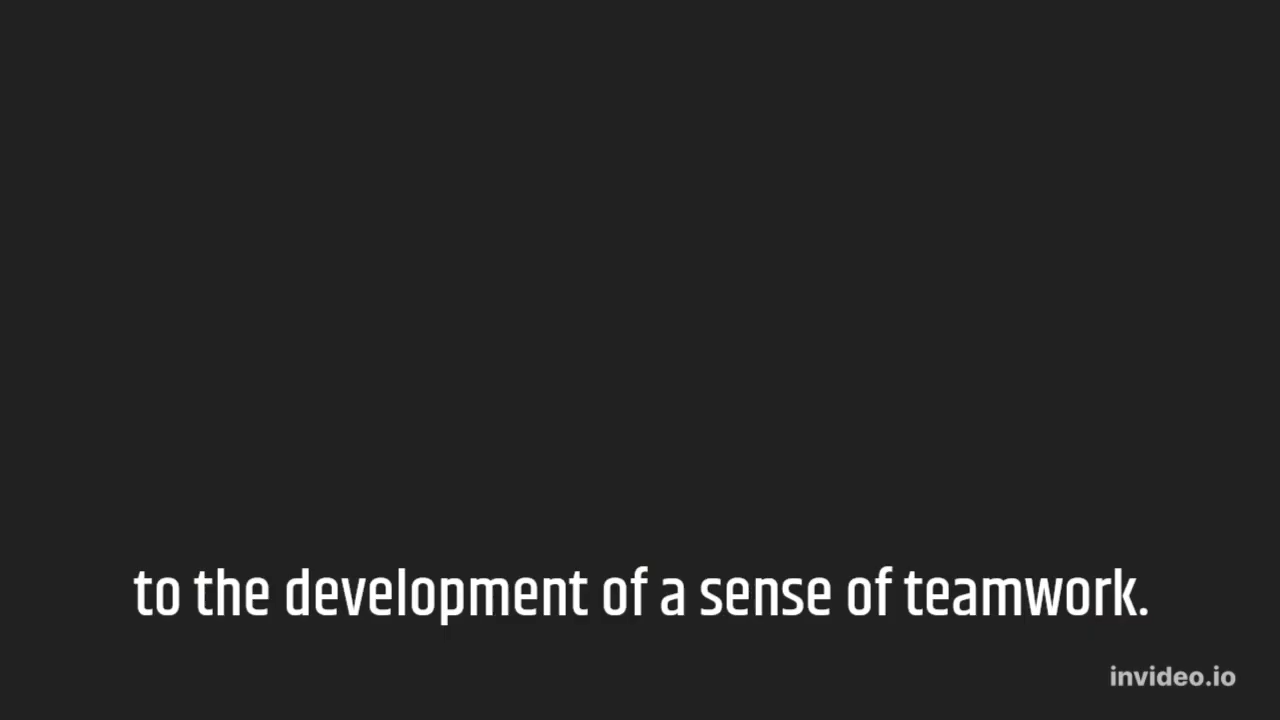 to the development of a sense of teamwork.
invideo.io